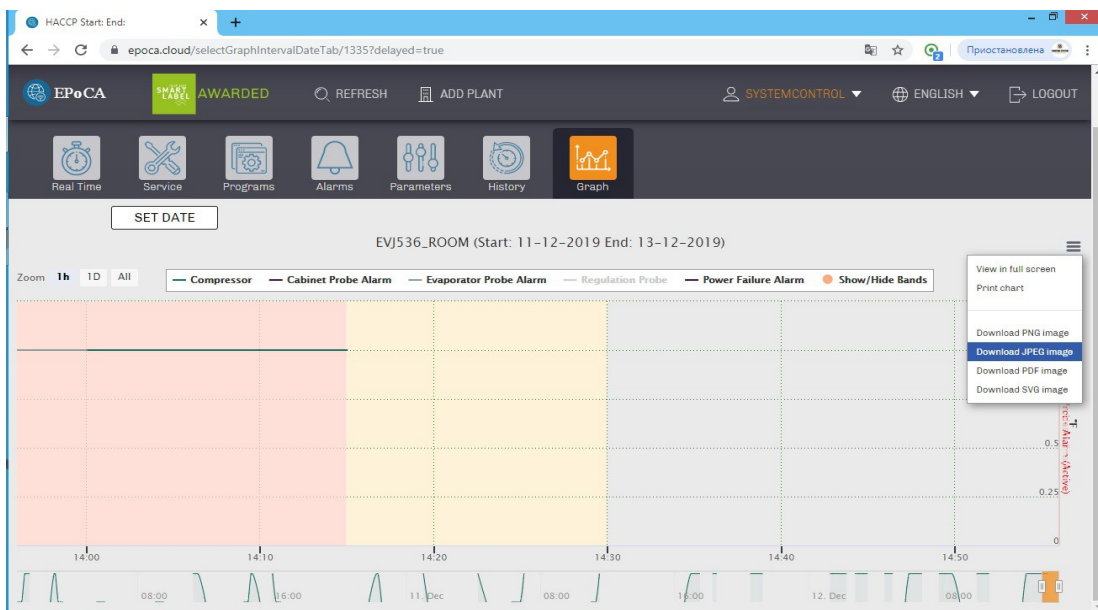 HACCP Start: End:
epoca.cloud/selectGraphIntervalDateTab/1335?delayed=true
2
Приостановлена
EPoCA
SMART LABEL
AWARDED
REFRESH
ADD PLANT
SYSTEMCONTROL
ENGLISH
LOGOUT
Real Time
Service
Programs
Alarms
Parameters
History
Graph
SET DATE
EVJ536_ROOM (Start: 11-12-2019 End: 13-12-2019)
Zoom 1h 1D All
Compressor
Cabinet Probe Alarm
Evaporator Probe Alarm
Regulation Probe
Power Failure Alarm
Show/Hide Bands
View in full screen
Print chart
Download PNG image
Download JPEG image
Download PDF image
Download SVG image
0.5
0.25
0
(Active)
14:00 14:10 14:20 14:30 14:40 14:50
08:00 16:00 11. Dec 08:00 16:00 12. Dec 08:00